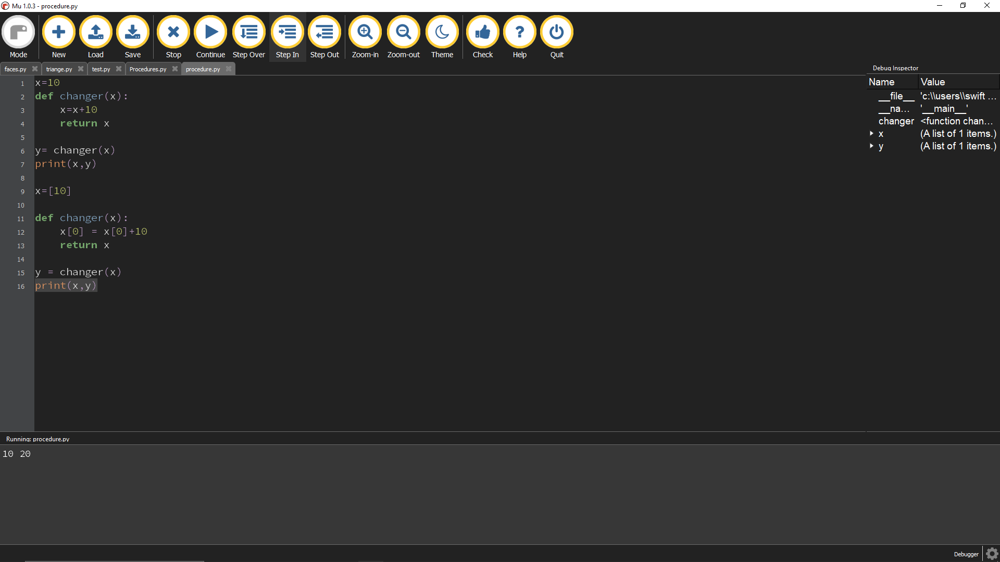 Mu 1.0.3 - procedure.py
Mode New Load Save Stop Continue Step Over Step In Step Out Zoom-in Zoom-out Theme Check Help Quit
faces.py triange.py test.py Procedures.py procedure.py
1 x=10
2 def changer(x):
3     x=x+10
4     return x
5
6 y= changer(x)
7 print(x,y)
8
9 x=[10]
10
11 def changer(x):
12     x[0] = x[0]+10
13     return x
14
15 y = changer(x)
16 print(x,y)
Debug Inspector
Name Value
__file__ 'c:\\users\\swift ...
__na... '__main__'
changer <function chan...
x (A list of 1 items.)
y (A list of 1 items.)
Running: procedure.py
10 20
Debugger